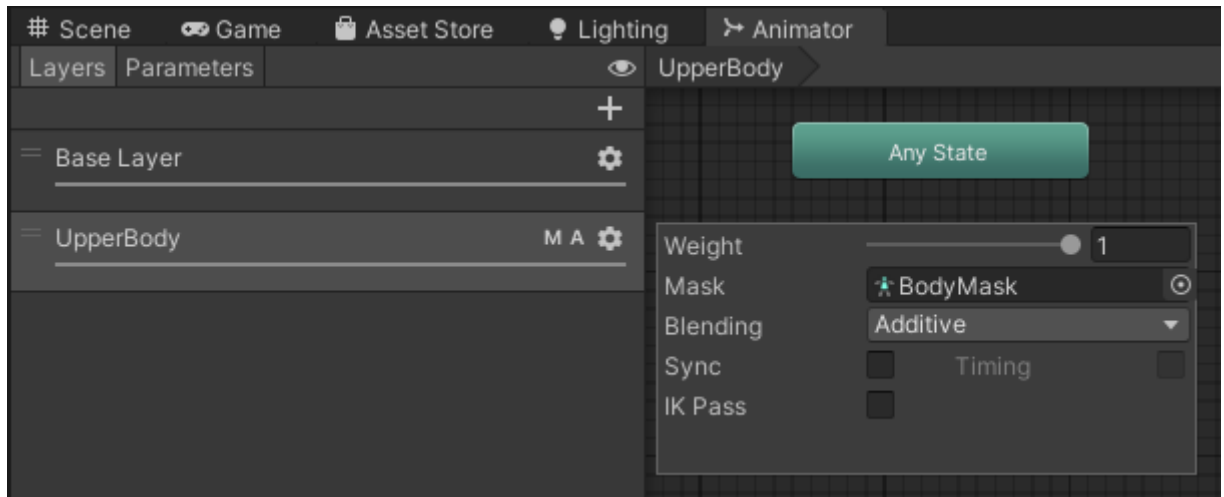 Scene Game Asset Store Lighting Animator
Layers Parameters UpperBody
Base Layer
UpperBody M A
Any State
Weight 1
Mask BodyMask
Blending Additive
Sync Timing
IK Pass